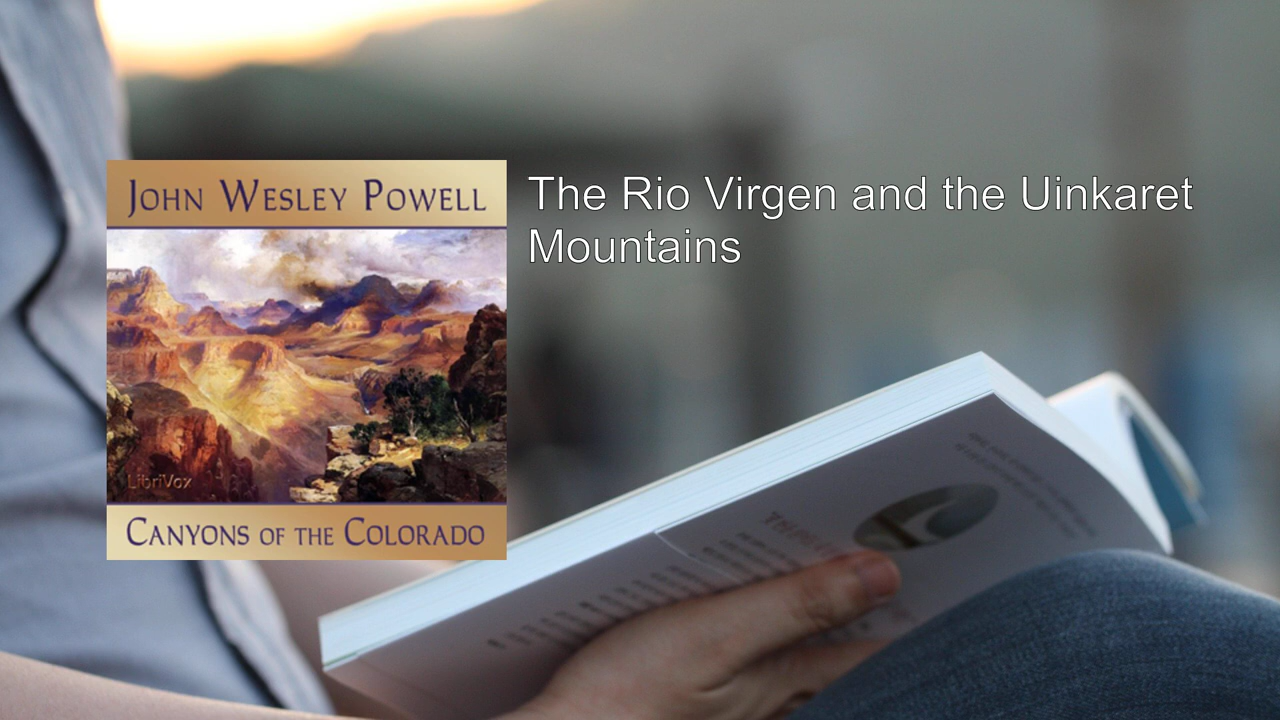 John Wesley Powell
LibriVox
Canyons of the Colorado
The Rio Virgen and the Uinkaret
Mountains